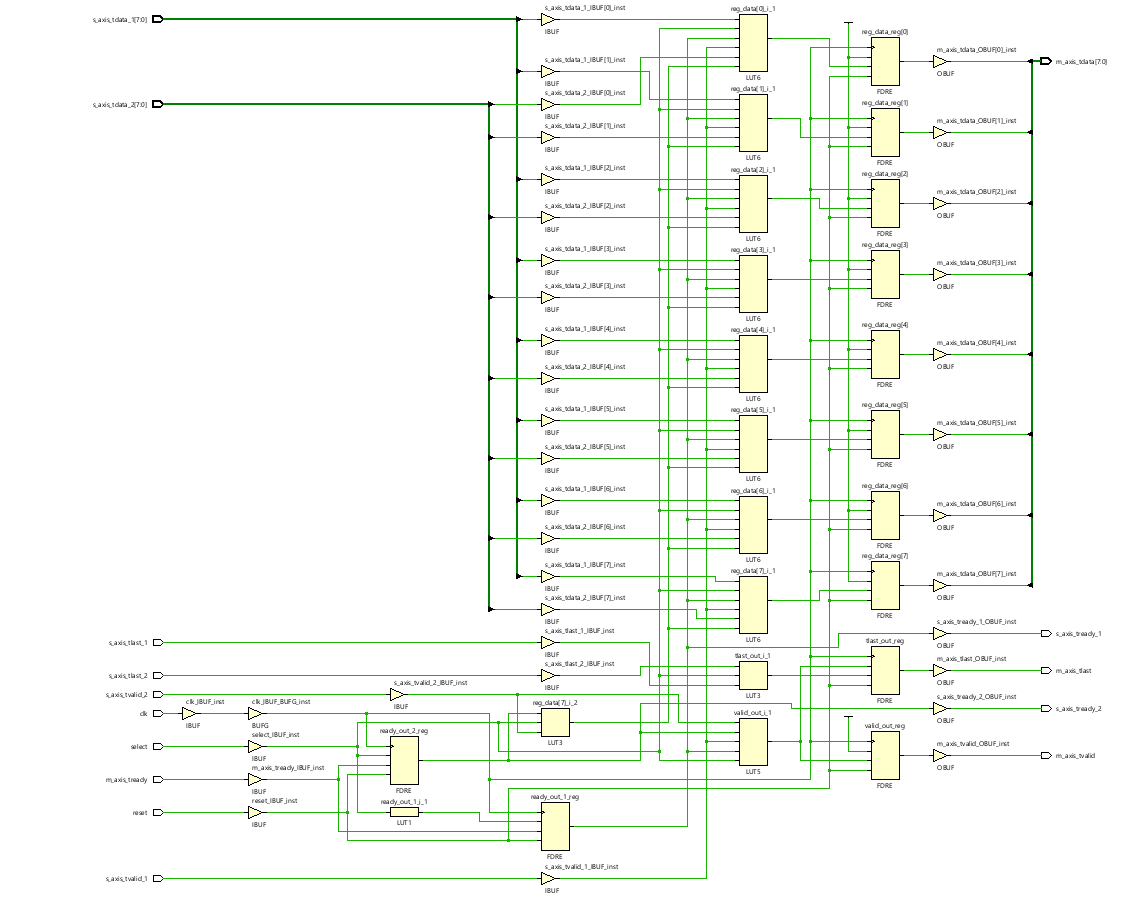 s_axis_tdata_1[7:0]
s_axis_tdata_1_IBUF[0]_inst
IBUF
reg_data[0]_i_1
LUT6
reg_data_reg[0]
FDRE
m_axis_tdata_OBUF[0]_inst
OBUF
m_axis_tdata[7:0]
s_axis_tdata_1_IBUF[1]_inst
IBUF
s_axis_tdata_2[7:0]
s_axis_tdata_2_IBUF[0]_inst
IBUF
reg_data[1]_i_1
LUT6
reg_data_reg[1]
FDRE
m_axis_tdata_OBUF[1]_inst
OBUF
s_axis_tdata_2_IBUF[1]_inst
IBUF
s_axis_tdata_1_IBUF[2]_inst
IBUF
reg_data[2]_i_1
LUT6
reg_data_reg[2]
FDRE
m_axis_tdata_OBUF[2]_inst
OBUF
s_axis_tdata_2_IBUF[2]_inst
IBUF
s_axis_tdata_1_IBUF[3]_inst
IBUF
reg_data[3]_i_1
LUT6
reg_data_reg[3]
FDRE
m_axis_tdata_OBUF[3]_inst
OBUF
s_axis_tdata_2_IBUF[3]_inst
IBUF
s_axis_tdata_1_IBUF[4]_inst
IBUF
reg_data[4]_i_1
LUT6
reg_data_reg[4]
FDRE
m_axis_tdata_OBUF[4]_inst
OBUF
s_axis_tdata_2_IBUF[4]_inst
IBUF
s_axis_tdata_1_IBUF[5]_inst
IBUF
reg_data[5]_i_1
LUT6
reg_data_reg[5]
FDRE
m_axis_tdata_OBUF[5]_inst
OBUF
s_axis_tdata_2_IBUF[5]_inst
IBUF
s_axis_tdata_1_IBUF[6]_inst
IBUF
reg_data[6]_i_1
LUT6
reg_data_reg[6]
FDRE
m_axis_tdata_OBUF[6]_inst
OBUF
s_axis_tdata_2_IBUF[6]_inst
IBUF
s_axis_tdata_1_IBUF[7]_inst
IBUF
reg_data[7]_i_1
LUT6
reg_data_reg[7]
FDRE
m_axis_tdata_OBUF[7]_inst
OBUF
s_axis_tdata_2_IBUF[7]_inst
IBUF
s_axis_tlast_1
s_axis_tlast_1_IBUF_inst
IBUF
s_axis_tready_1_OBUF_inst
OBUF
s_axis_tready_1
s_axis_tlast_2
s_axis_tlast_2_IBUF_inst
IBUF
tlast_out_i_1
LUT3
tlast_out_reg
FDRE
m_axis_tlast_OBUF_inst
OBUF
m_axis_tlast
s_axis_tvalid_2
s_axis_tvalid_2_IBUF_inst
IBUF
s_axis_tready_2_OBUF_inst
OBUF
s_axis_tready_2
clk
clk_IBUF_inst
IBUF
clk_IBUF_BUFG_inst
BUFG
reg_data[7]_i_2
LUT3
valid_out_i_1
LUT5
valid_out_reg
FDRE
m_axis_tvalid_OBUF_inst
OBUF
m_axis_tvalid
select
select_IBUF_inst
IBUF
ready_out_2_reg
FDRE
m_axis_tready
m_axis_tready_IBUF_inst
IBUF
reset
reset_IBUF_inst
IBUF
ready_out_1_i_1
LUT1
ready_out_1_reg
FDRE
s_axis_tvalid_1
s_axis_tvalid_1_IBUF_inst
IBUF